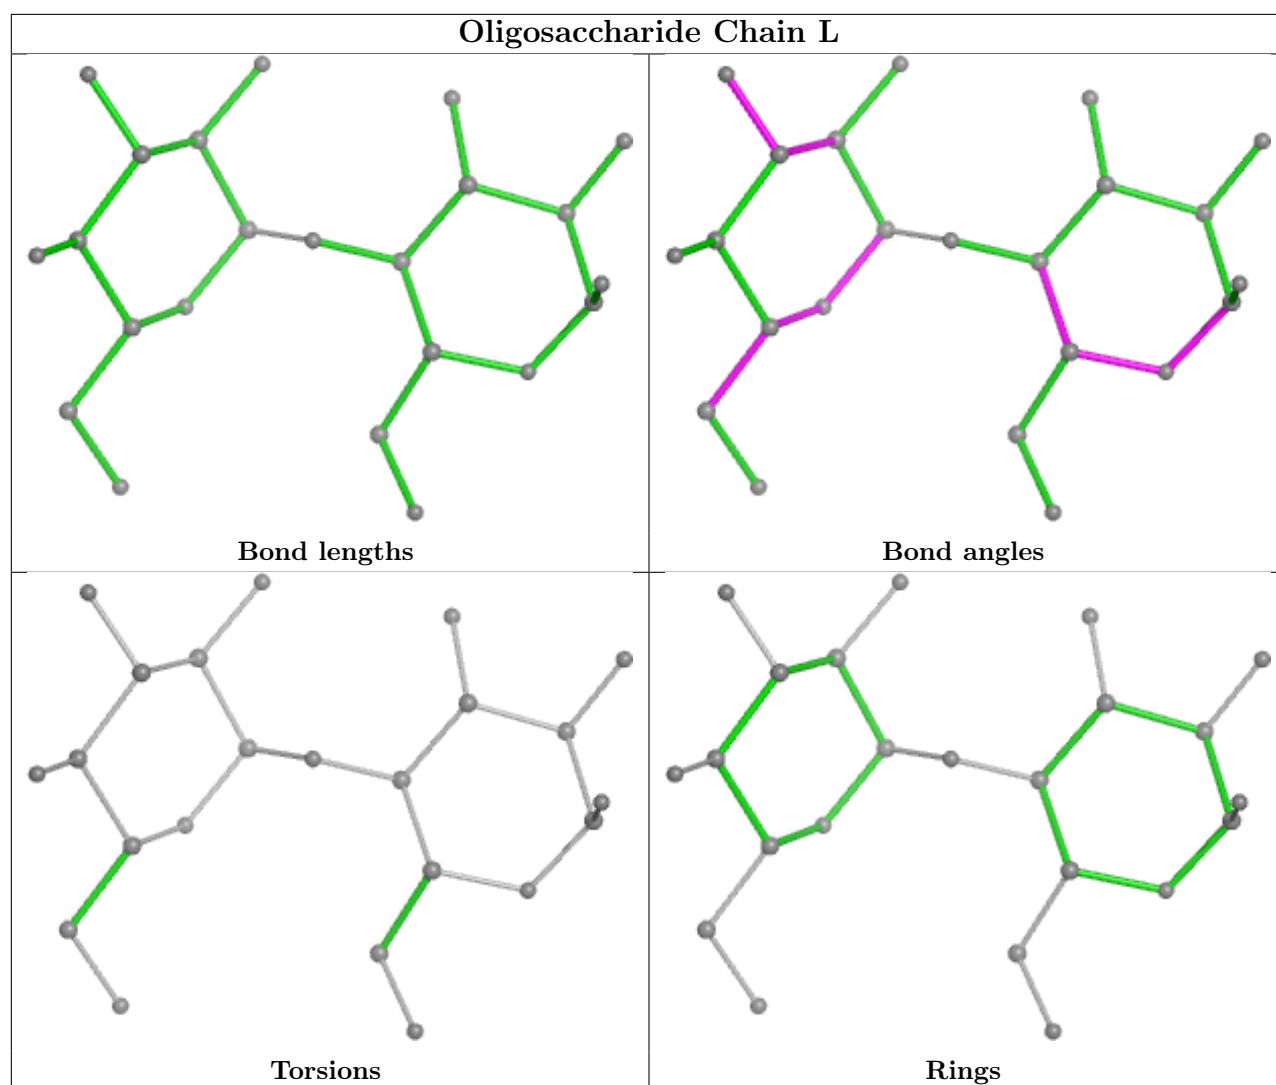 Oligosaccharide Chain L
Bond lengths
Bond angles
Torsions
Rings